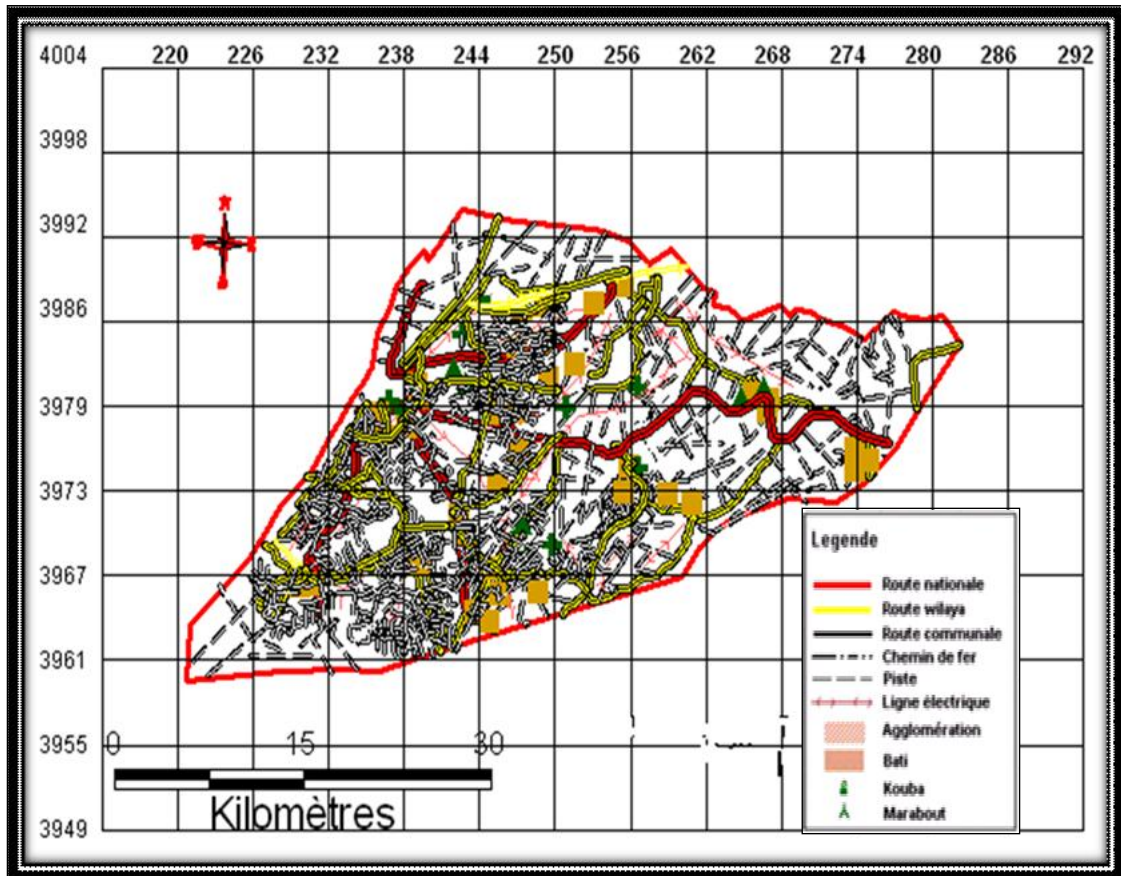 4004 220 226 232 238 244 250 256 262 268 274 280 286 292
3998
3992
3986
3979
3973
3967
3961
3955
3949
0 15 30
Kilomètres
Legende
Route nationale
Route wilaya
Route communale
Chemin de fer
Piste
Ligne électrique
Agglomération
Bati
Kouba
Marabout